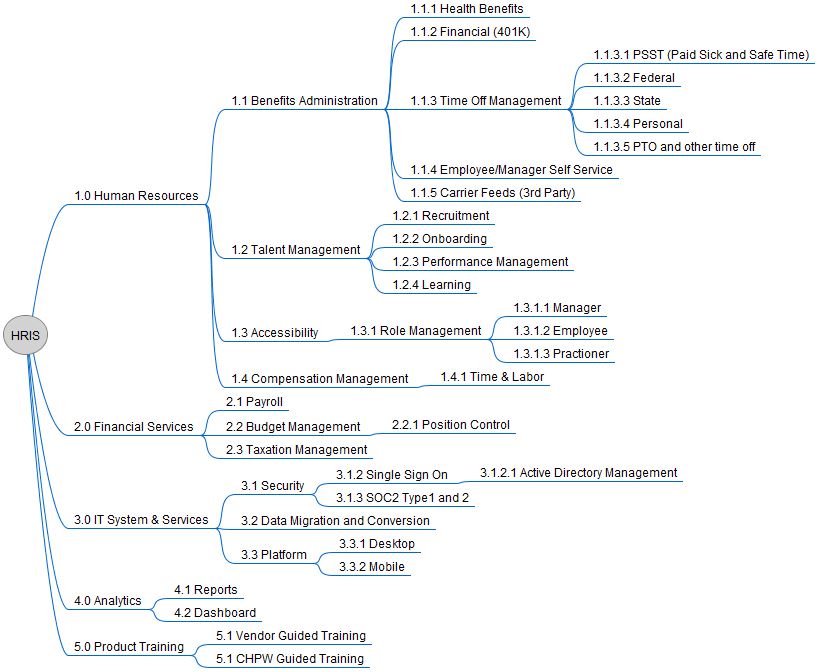 HRIS
1.0 Human Resources
1.1 Benefits Administration
1.1.1 Health Benefits
1.1.2 Financial (401K)
1.1.3 Time Off Management
1.1.3.1 PSST (Paid Sick and Safe Time)
1.1.3.2 Federal
1.1.3.3 State
1.1.3.4 Personal
1.1.3.5 PTO and other time off
1.1.4 Employee/Manager Self Service
1.1.5 Carrier Feeds (3rd Party)
1.2 Talent Management
1.2.1 Recruitment
1.2.2 Onboarding
1.2.3 Performance Management
1.2.4 Learning
1.3 Accessibility
1.3.1 Role Management
1.3.1.1 Manager
1.3.1.2 Employee
1.3.1.3 Practioner
1.4 Compensation Management
1.4.1 Time & Labor
2.0 Financial Services
2.1 Payroll
2.2 Budget Management
2.2.1 Position Control
2.3 Taxation Management
3.0 IT System & Services
3.1 Security
3.1.2 Single Sign On
3.1.2.1 Active Directory Management
3.1.3 SOC2 Type1 and 2
3.2 Data Migration and Conversion
3.3 Platform
3.3.1 Desktop
3.3.2 Mobile
4.0 Analytics
4.1 Reports
4.2 Dashboard
5.0 Product Training
5.1 Vendor Guided Training
5.1 CHPW Guided Training